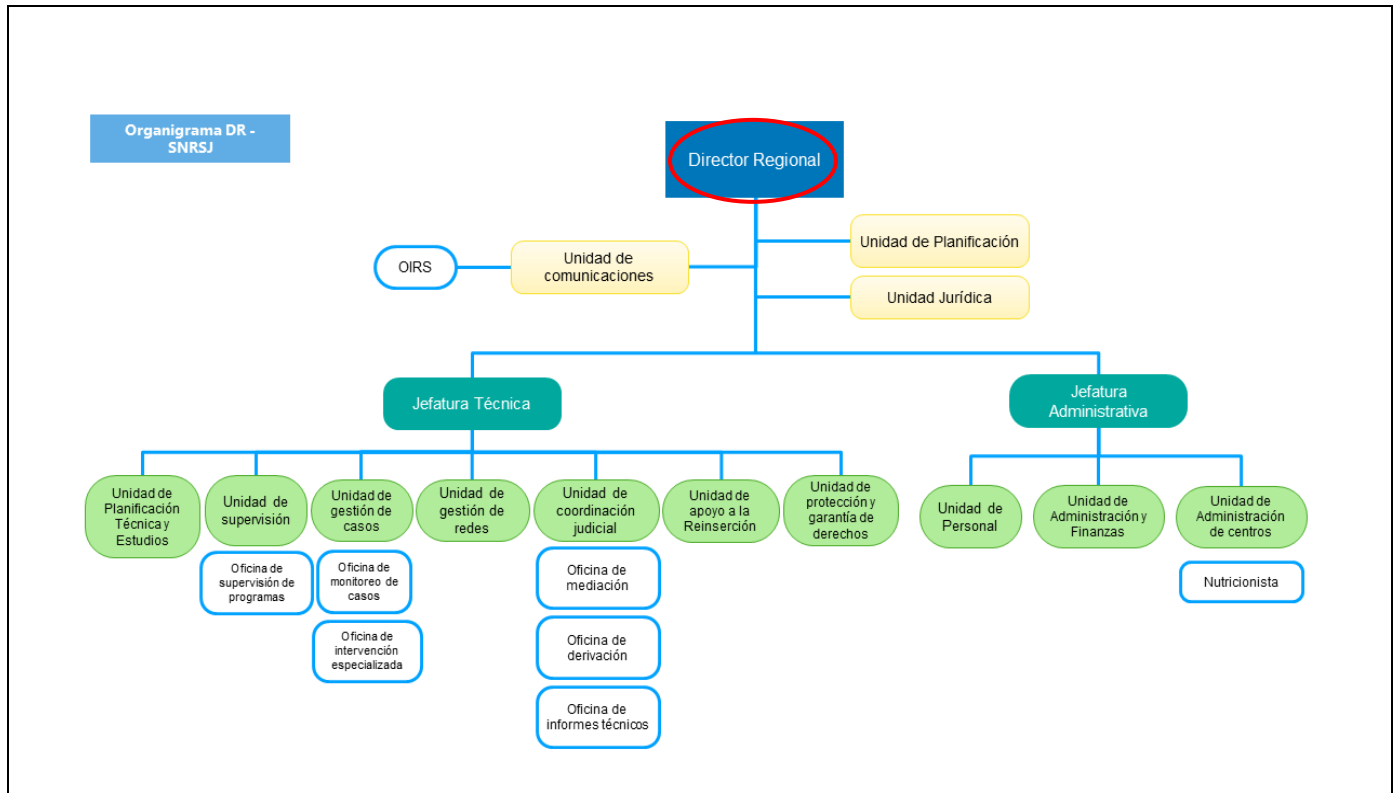 Organigrama DR -
SNRSJ
Director Regional
Unidad de Planificación
OIRS
Unidad de
comunicaciones
Unidad Jurídica
Jefatura Técnica
Jefatura
Administrativa
Unidad de
Planificación
Técnica y
Estudios
Unidad de
supervisión
Unidad de
gestión de
casos
Unidad de
gestión de
redes
Unidad de
coordinación
judicial
Unidad de
apoyo a la
Reinserción
Unidad de
protección y
garantía de
derechos
Unidad de
Personal
Unidad de
Administración y
Finanzas
Unidad de
Administración
de centros
Oficina de
supervisión de
programas
Oficina de
monitoreo de
casos
Oficina de
mediación
Nutricionista
Oficina de
intervención
especializada
Oficina de
derivación
Oficina de
informes técnicos